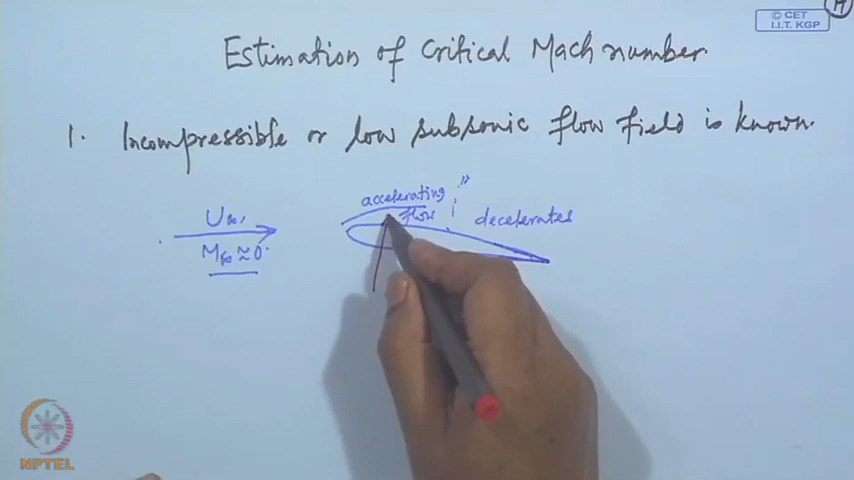 © CET
I.I.T. KGP
Estimation of Critical Mach number.
1. Incompressible or low subsonic flow field is known.
accelerating
flow
decelerates
U∞,
M∞ ≈ 0.
NPTEL